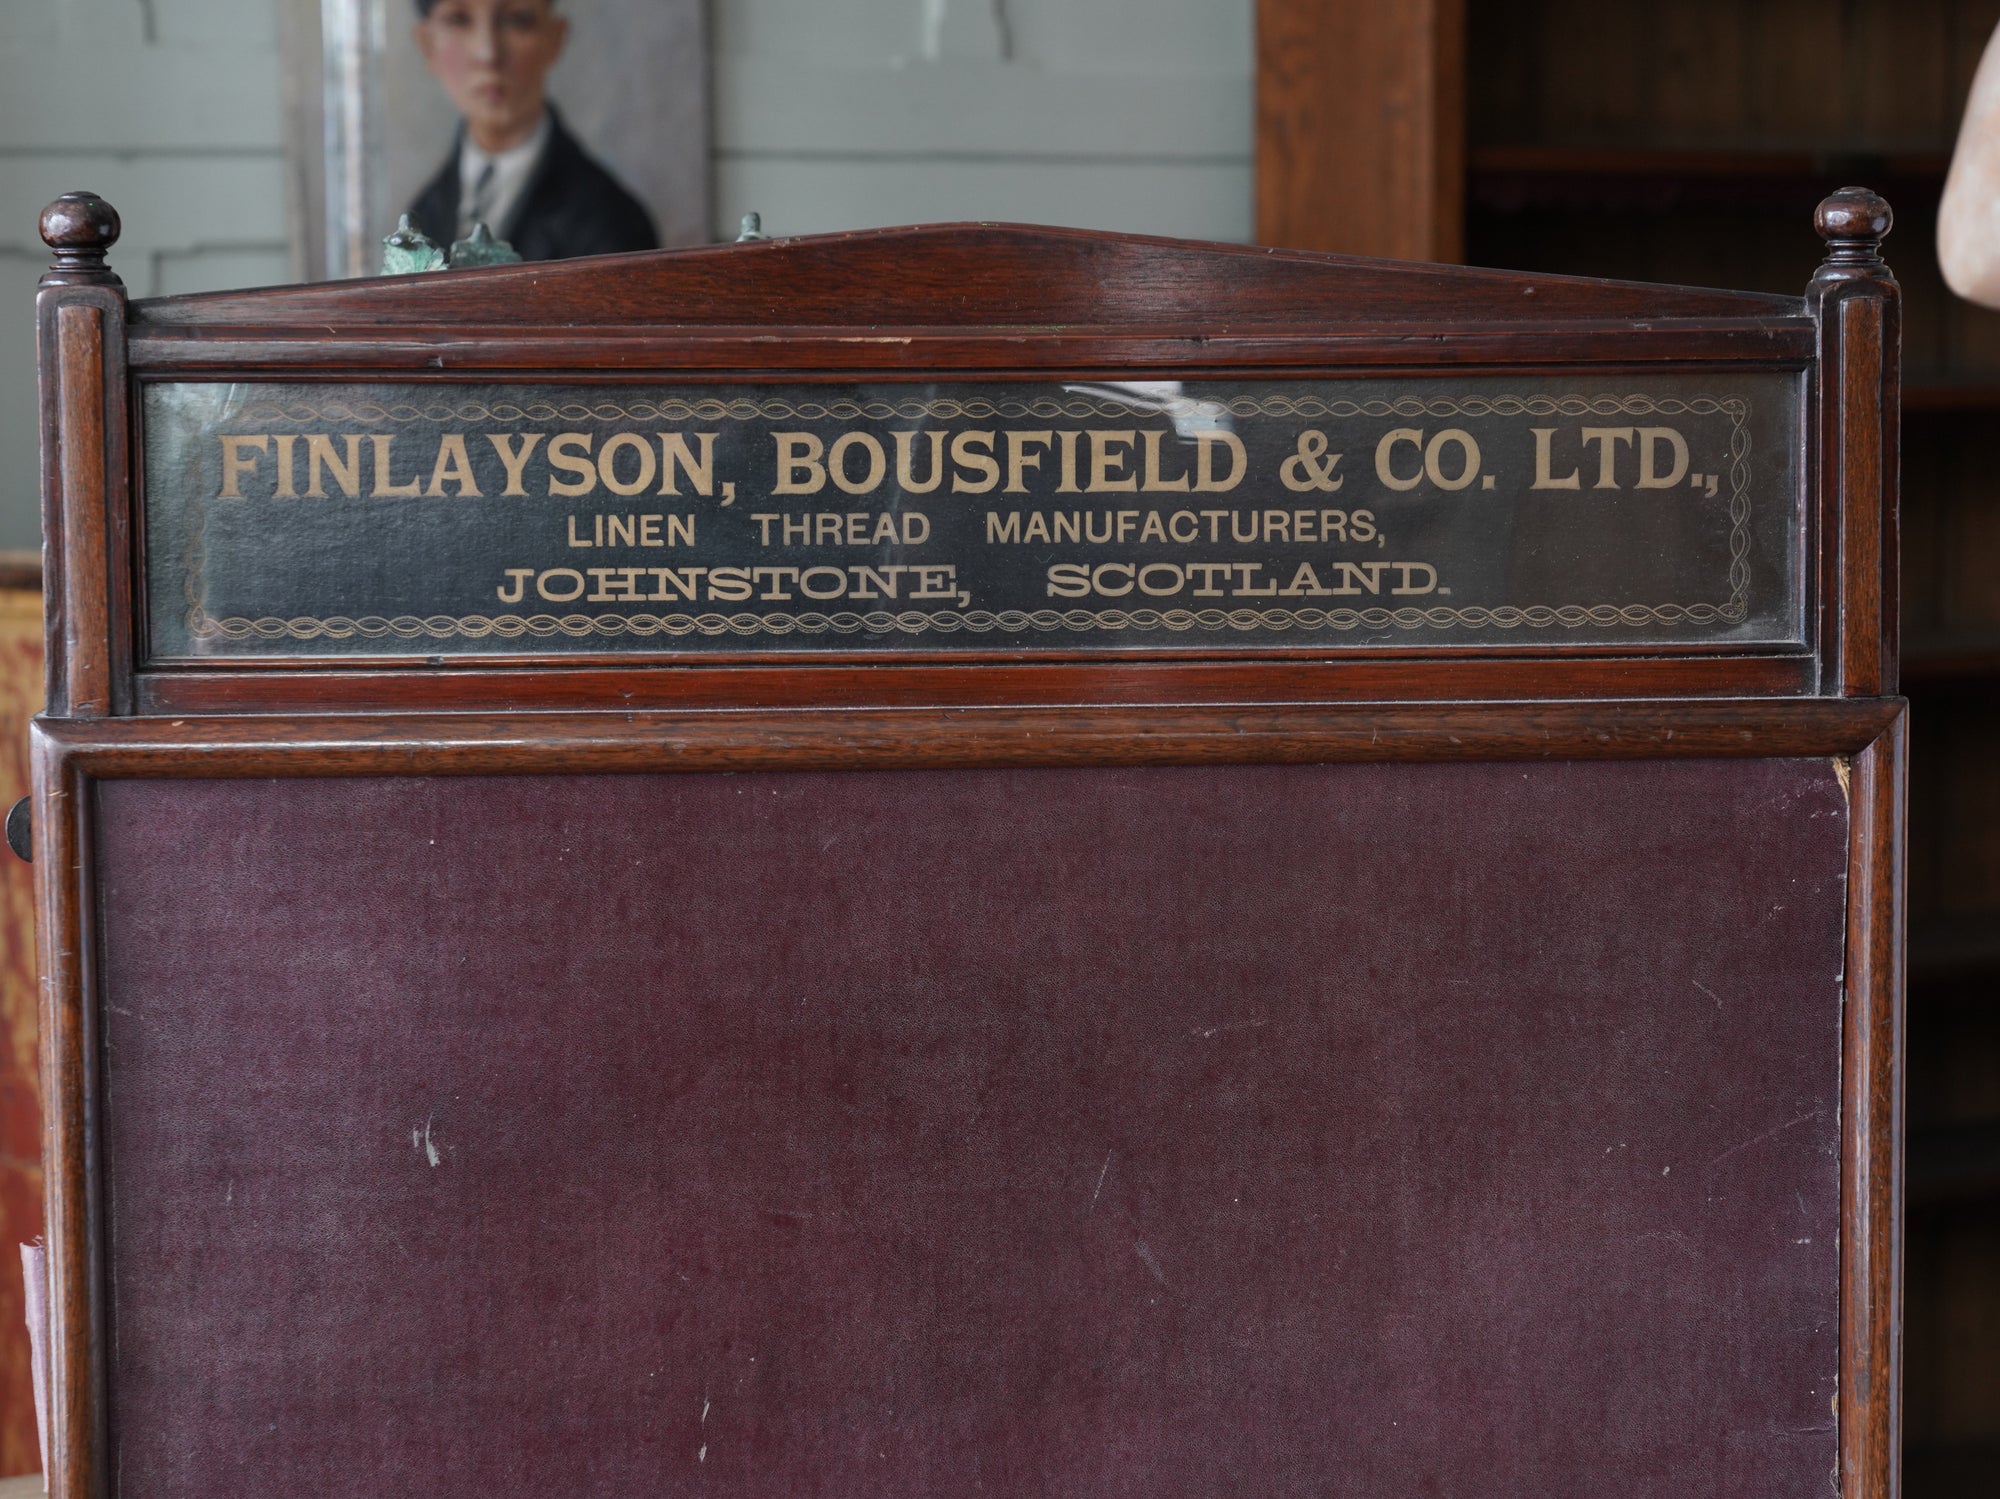 FINLAYSON, BOUSFIELD & CO. LTD.,
LINEN THREAD MANUFACTURERS,
JOHNSTONE, SCOTLAND.